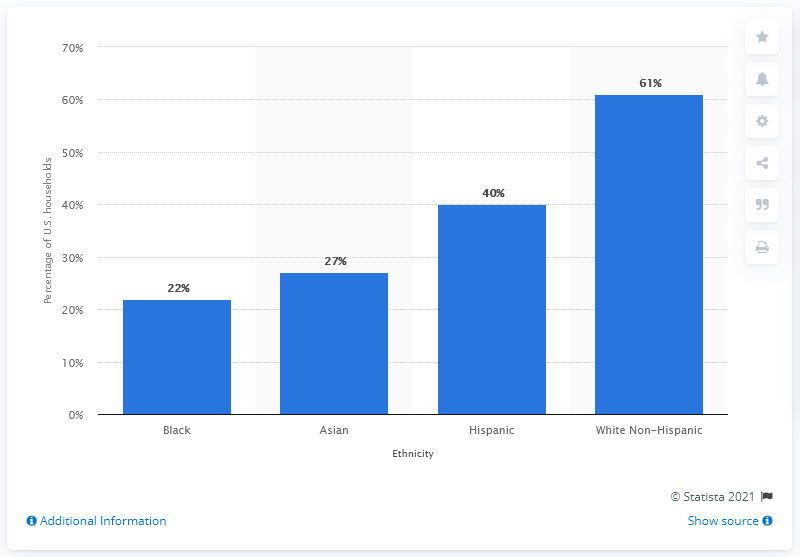 70%
60%
50%
40%
30%
20%
10%
0%
Percentage of U.S. households
22%
27%
40%
61%
Black
Asian
Hispanic
White Non-Hispanic
Ethnicity
© Statista 2021
Additional Information
Show source